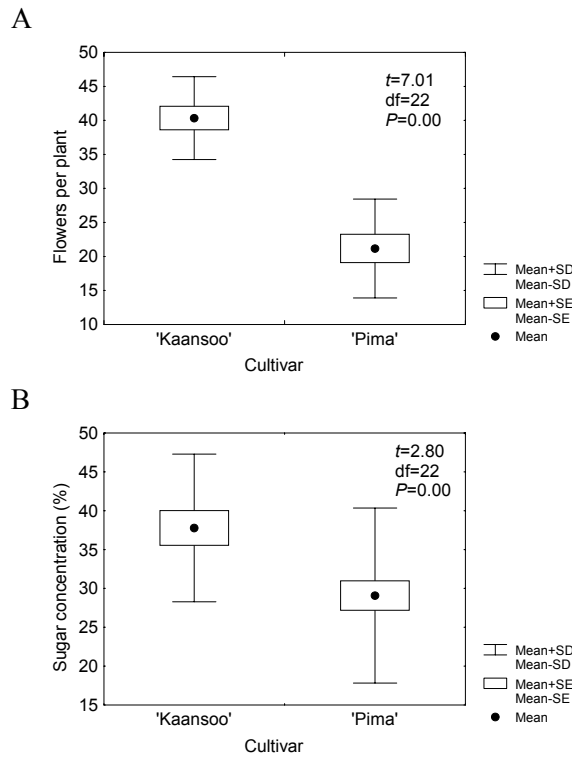 A
50
45
40
35
30
25
20
15
10
Flowers per plant
t=7.01
df=22
P=0.00
'Kaansoo' 'Pima'
Cultivar
Mean+SD
Mean-SD
Mean+SE
Mean-SE
Mean
B
50
45
40
35
30
25
20
15
Sugar concentration (%)
t=2.80
df=22
P=0.00
'Kaansoo' 'Pima'
Cultivar
Mean+SD
Mean-SD
Mean+SE
Mean-SE
Mean